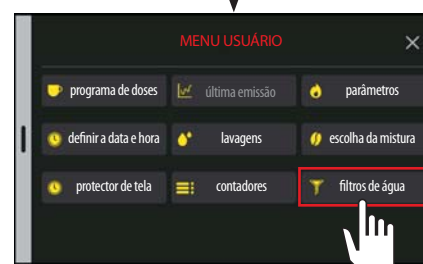 MENU USUÁRIO
programa de doses
última emissão
parâmetros
definir a data e hora
lavagens
escolha da mistura
protector de tela
contadores
filtros de água